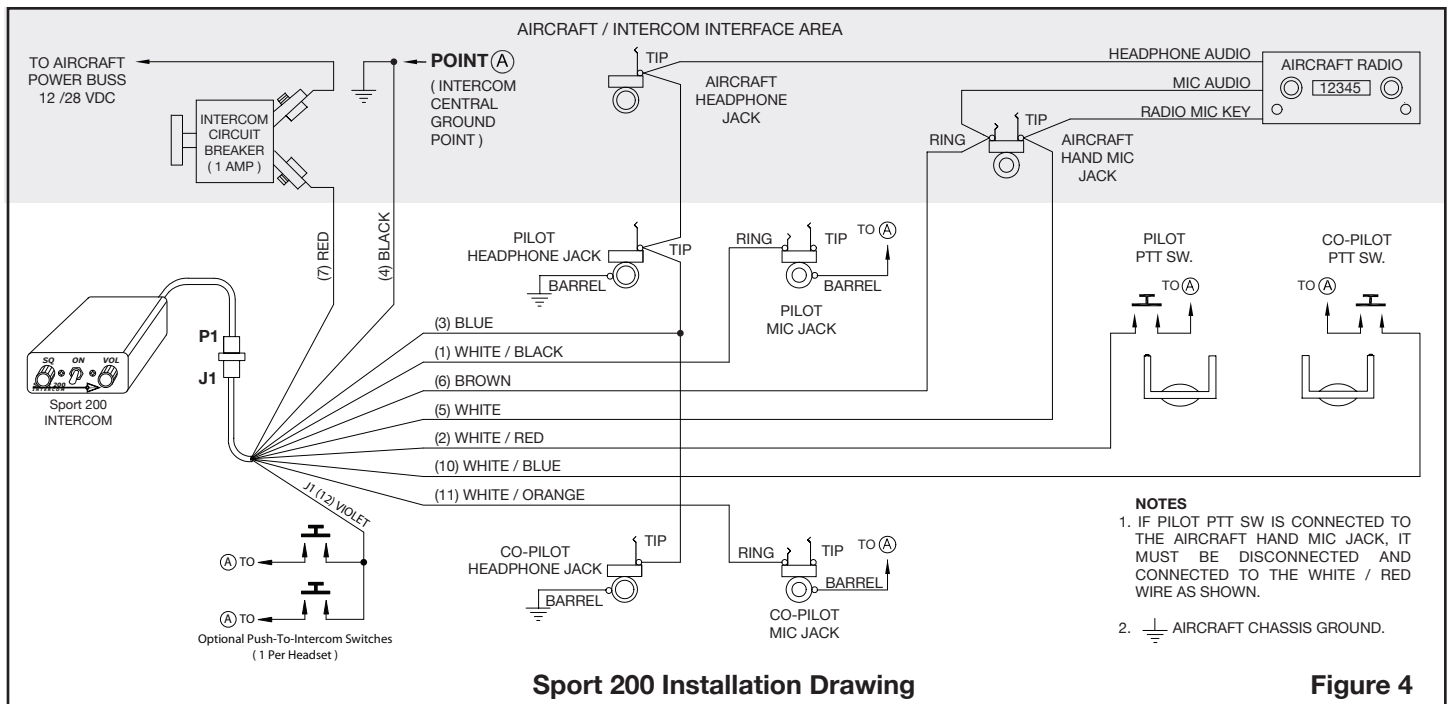 AIRCRAFT / INTERCOM INTERFACE AREA
TO AIRCRAFT
POWER BUSS
12 /28 VDC
POINT A
( INTERCOM
CENTRAL
GROUND
POINT )
INTERCOM
CIRCUIT
BREAKER
( 1 AMP )
TIP
AIRCRAFT
HEADPHONE
JACK
HEADPHONE AUDIO
MIC AUDIO
RADIO MIC KEY
AIRCRAFT RADIO
12345
RING
TIP
AIRCRAFT
HAND MIC
JACK
(7) RED
(4) BLACK
PILOT
HEADPHONE JACK
TIP
BARREL
RING
TIP
TO A
BARREL
PILOT
MIC JACK
PILOT
PTT SW.
TO A
CO-PILOT
PTT SW.
TO A
P1
J1
SQ
ON
VOL
200
INTERCOM
Sport 200
INTERCOM
(3) BLUE
(1) WHITE / BLACK
(6) BROWN
(5) WHITE
(2) WHITE / RED
(10) WHITE / BLUE
(11) WHITE / ORANGE
J1 (12) VIOLET
A TO
A TO
Optional Push-To-Intercom Switches
( 1 Per Headset )
CO-PILOT
HEADPHONE JACK
TIP
BARREL
RING
TIP
TO A
BARREL
CO-PILOT
MIC JACK
NOTES
1. IF PILOT PTT SW IS CONNECTED TO
THE AIRCRAFT HAND MIC JACK, IT
MUST BE DISCONNECTED AND
CONNECTED TO THE WHITE / RED
WIRE AS SHOWN.
2. AIRCRAFT CHASSIS GROUND.
Sport 200 Installation Drawing
Figure 4